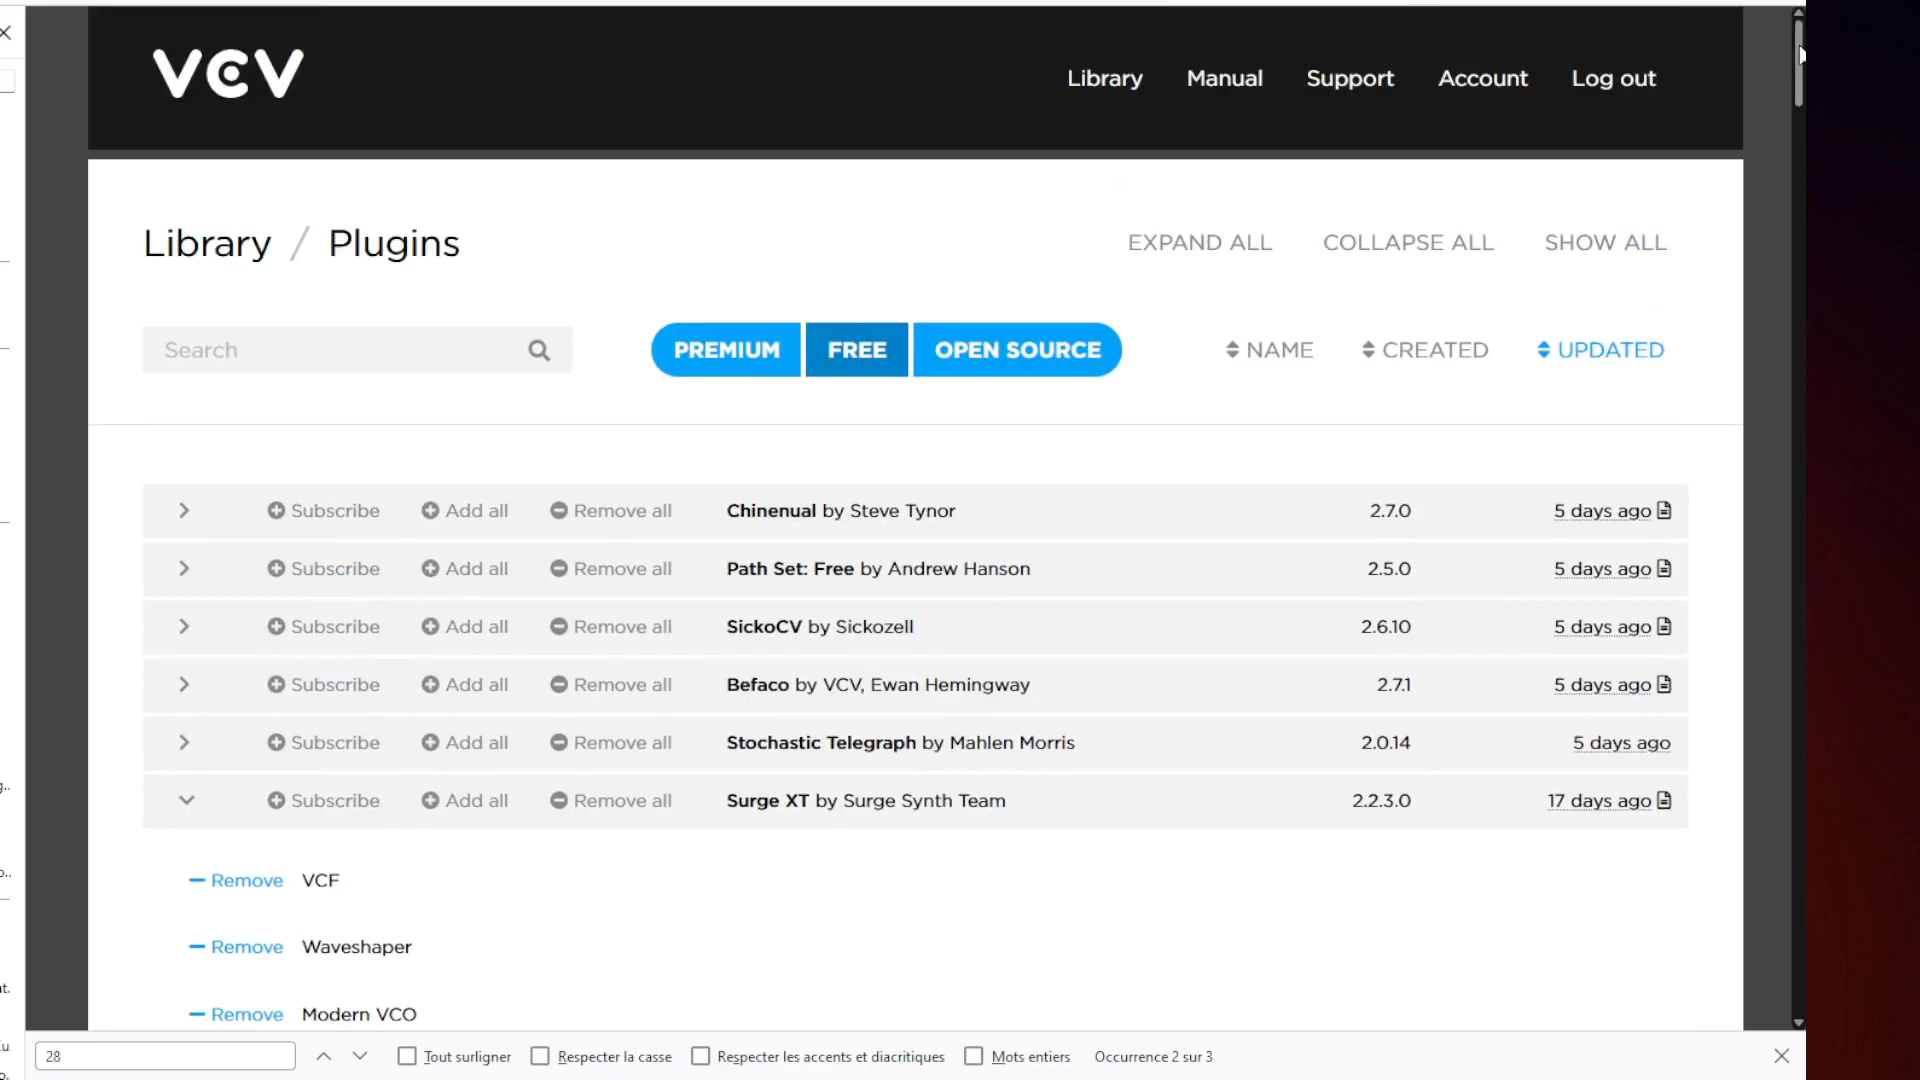 VCV
Library Manual Support Account Log out
Library / Plugins
EXPAND ALL COLLAPSE ALL SHOW ALL
Search
PREMIUM FREE OPEN SOURCE
NAME CREATED UPDATED
Subscribe Add all Remove all Chinenual by Steve Tynor 2.7.0 5 days ago
Subscribe Add all Remove all Path Set: Free by Andrew Hanson 2.5.0 5 days ago
Subscribe Add all Remove all SickoCV by Sickozell 2.6.10 5 days ago
Subscribe Add all Remove all Befaco by VCV, Ewan Hemingway 2.7.1 5 days ago
Subscribe Add all Remove all Stochastic Telegraph by Mahlen Morris 2.0.14 5 days ago
Subscribe Add all Remove all Surge XT by Surge Synth Team 2.2.3.0 17 days ago
Remove VCF
Remove Waveshaper
Remove Modern VCO
28 Tout surligner Respecter la casse Respecter les accents et diacritiques Mots entiers Occurrence 2 sur 3